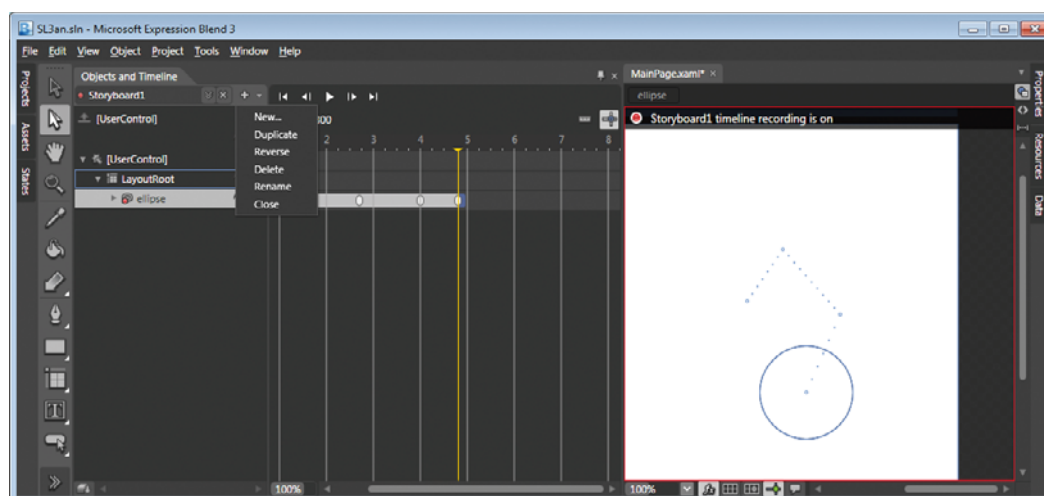 SL3an.sln - Microsoft Expression Blend 3
File Edit View Object Project Tools Window Help
Projects
Assets
States
Objects and Timeline
Storyboard1
[UserControl]
[UserControl]
LayoutRoot
ellipse
New...
Duplicate
Reverse
Delete
Rename
Close
2 3 4 5 6 7 8
100%
MainPage.xaml*
ellipse
Storyboard1 timeline recording is on
100%
Properties
Resources
Data